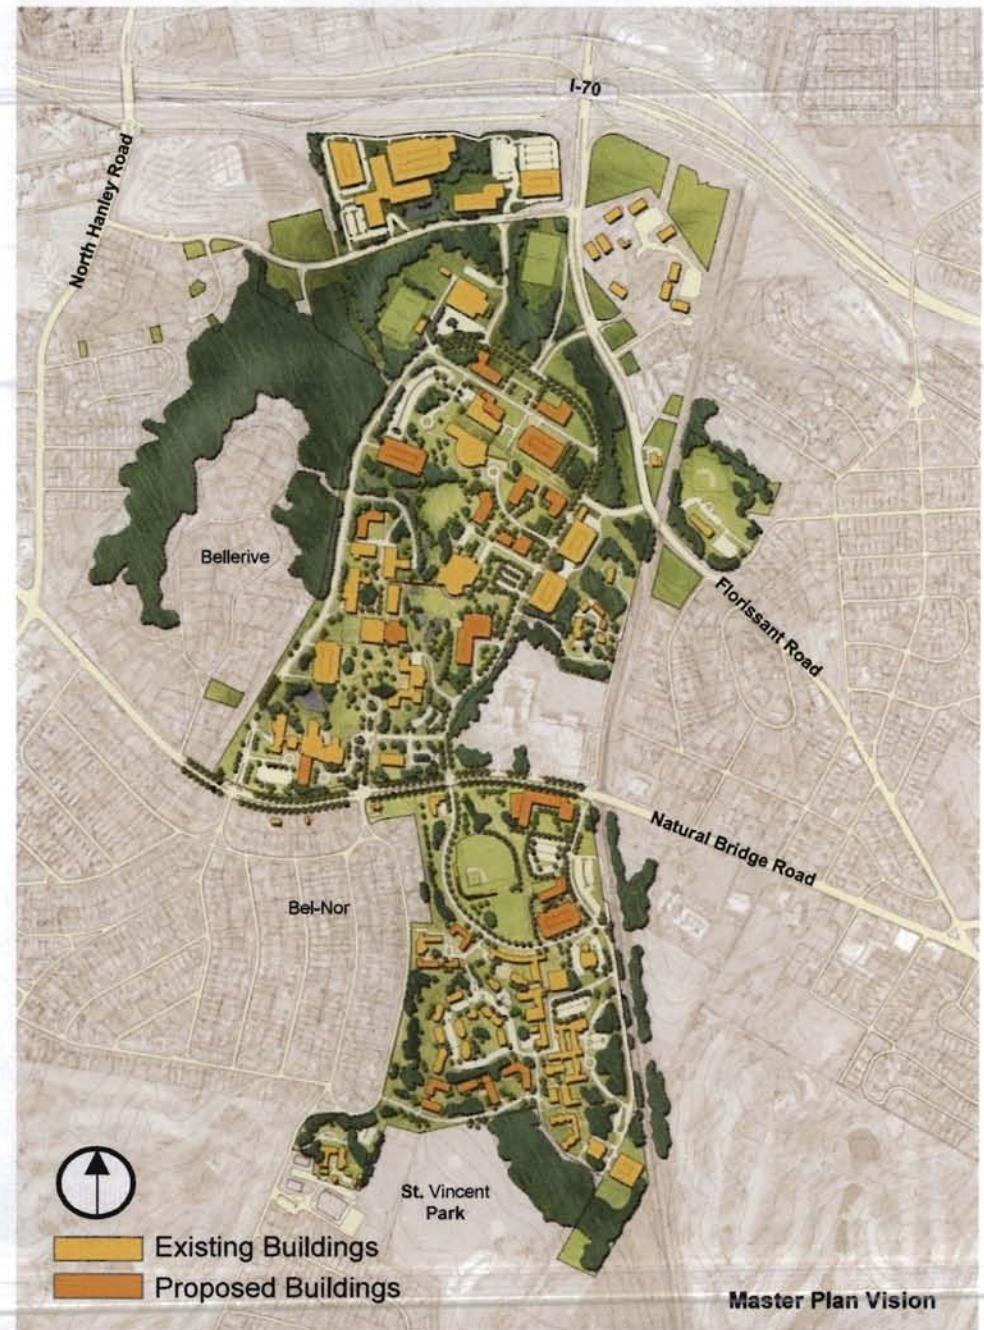 I-70
North Hanley Road
Bellerive
Florissant Road
Natural Bridge Road
Bel-Nor
St. Vincent
Park
Existing Buildings
Proposed Buildings
Master Plan Vision